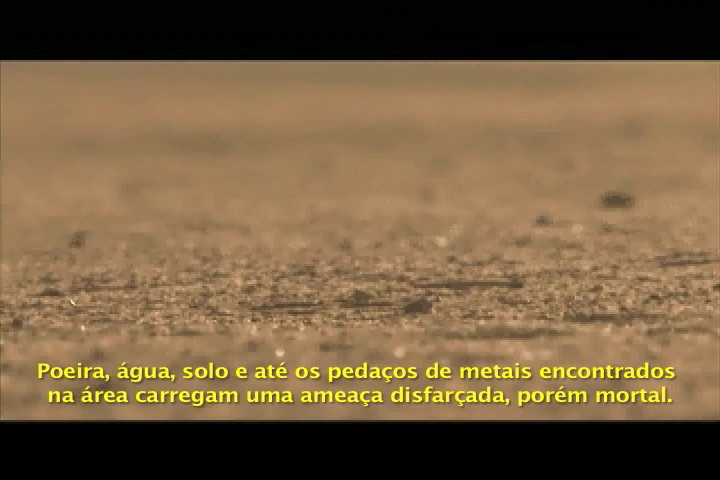 Poeira, água, solo e até os pedaços de metais encontrados
na área carregam uma ameaça disfarçada, porém mortal.